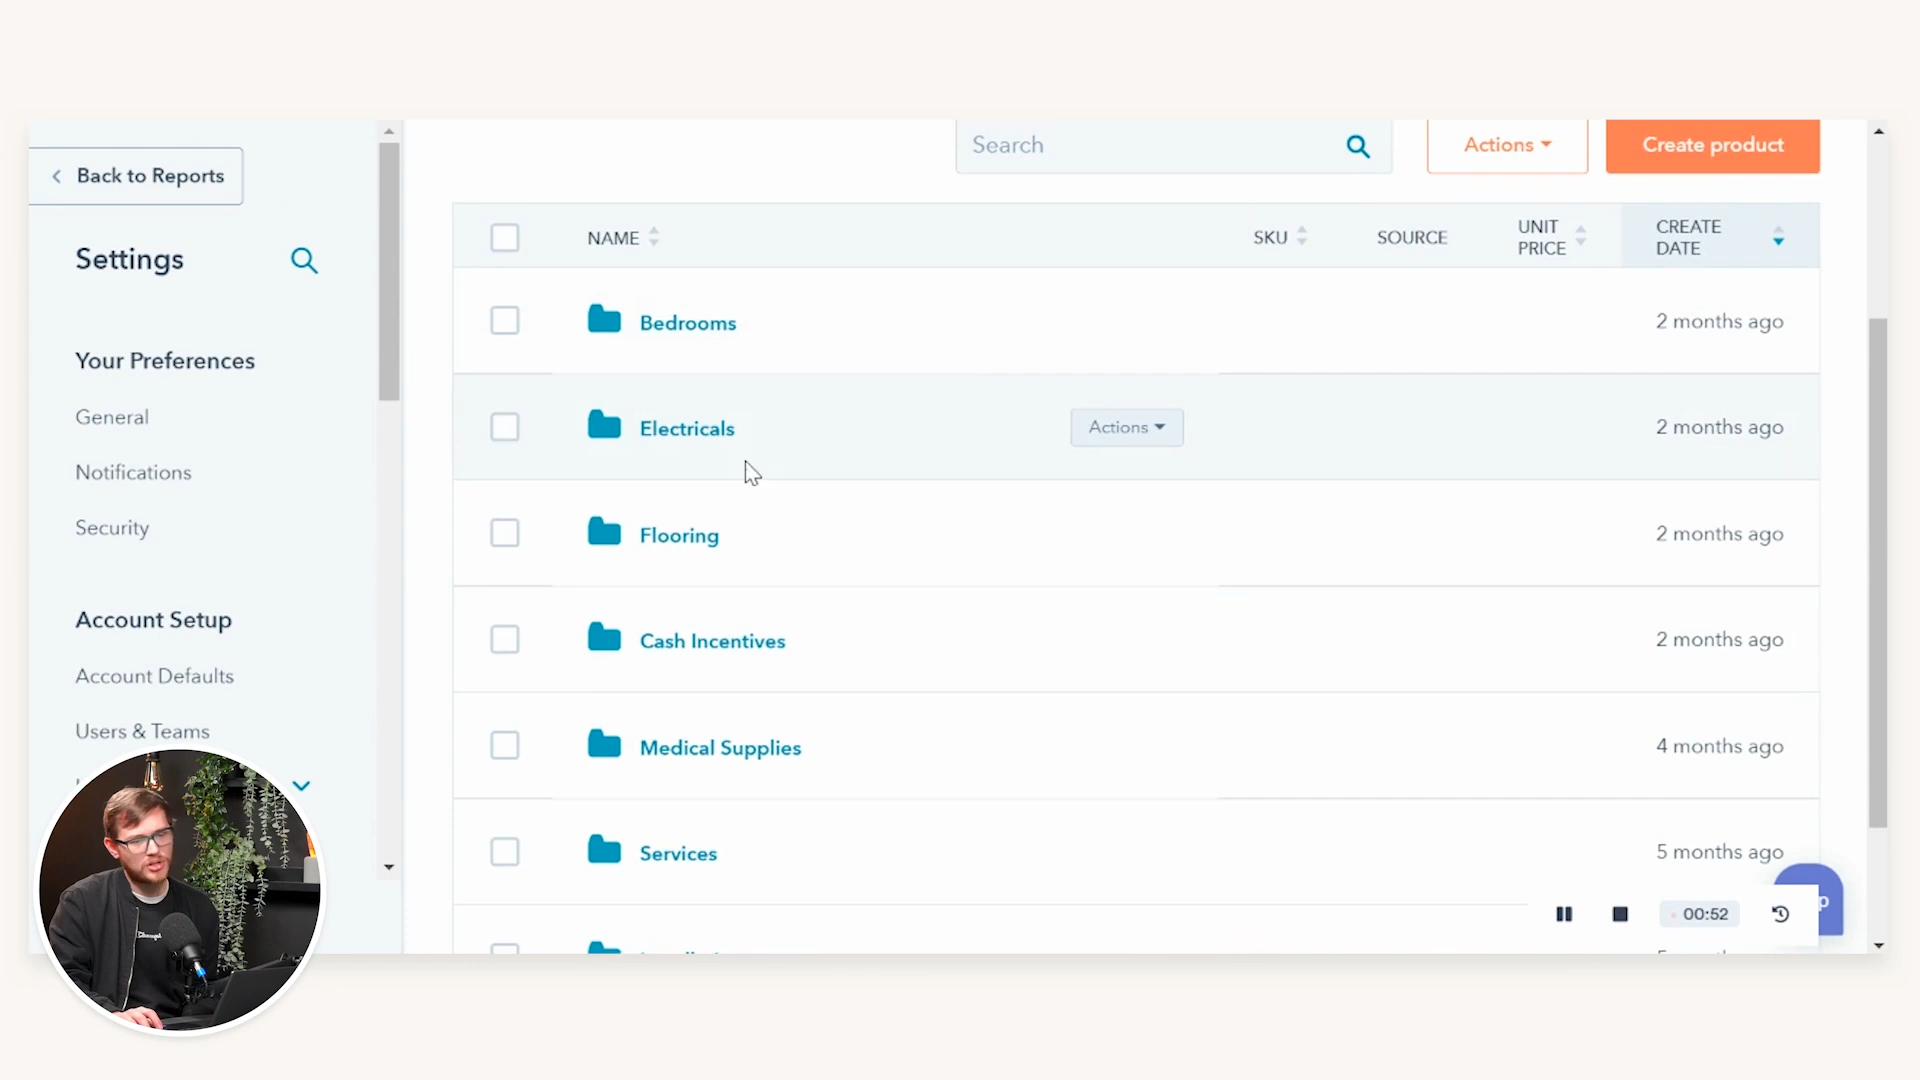 Search
Actions
Create product
Back to Reports
Settings
NAME
SKU
SOURCE
UNIT
PRICE
CREATE
DATE
Bedrooms
2 months ago
Your Preferences
General
Electricals
Actions
2 months ago
Notifications
Security
Flooring
2 months ago
Account Setup
Cash Incentives
2 months ago
Account Defaults
Users & Teams
Medical Supplies
4 months ago
Services
5 months ago
00:52